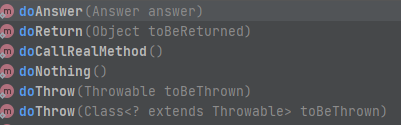 m doAnswer(Answer answer)
m doReturn(Object toBeReturned)
m doCallRealMethod()
m doNothing()
m doThrow(Throwable toBeThrown)
m doThrow(Class<? extends Throwable> toBeThrown)